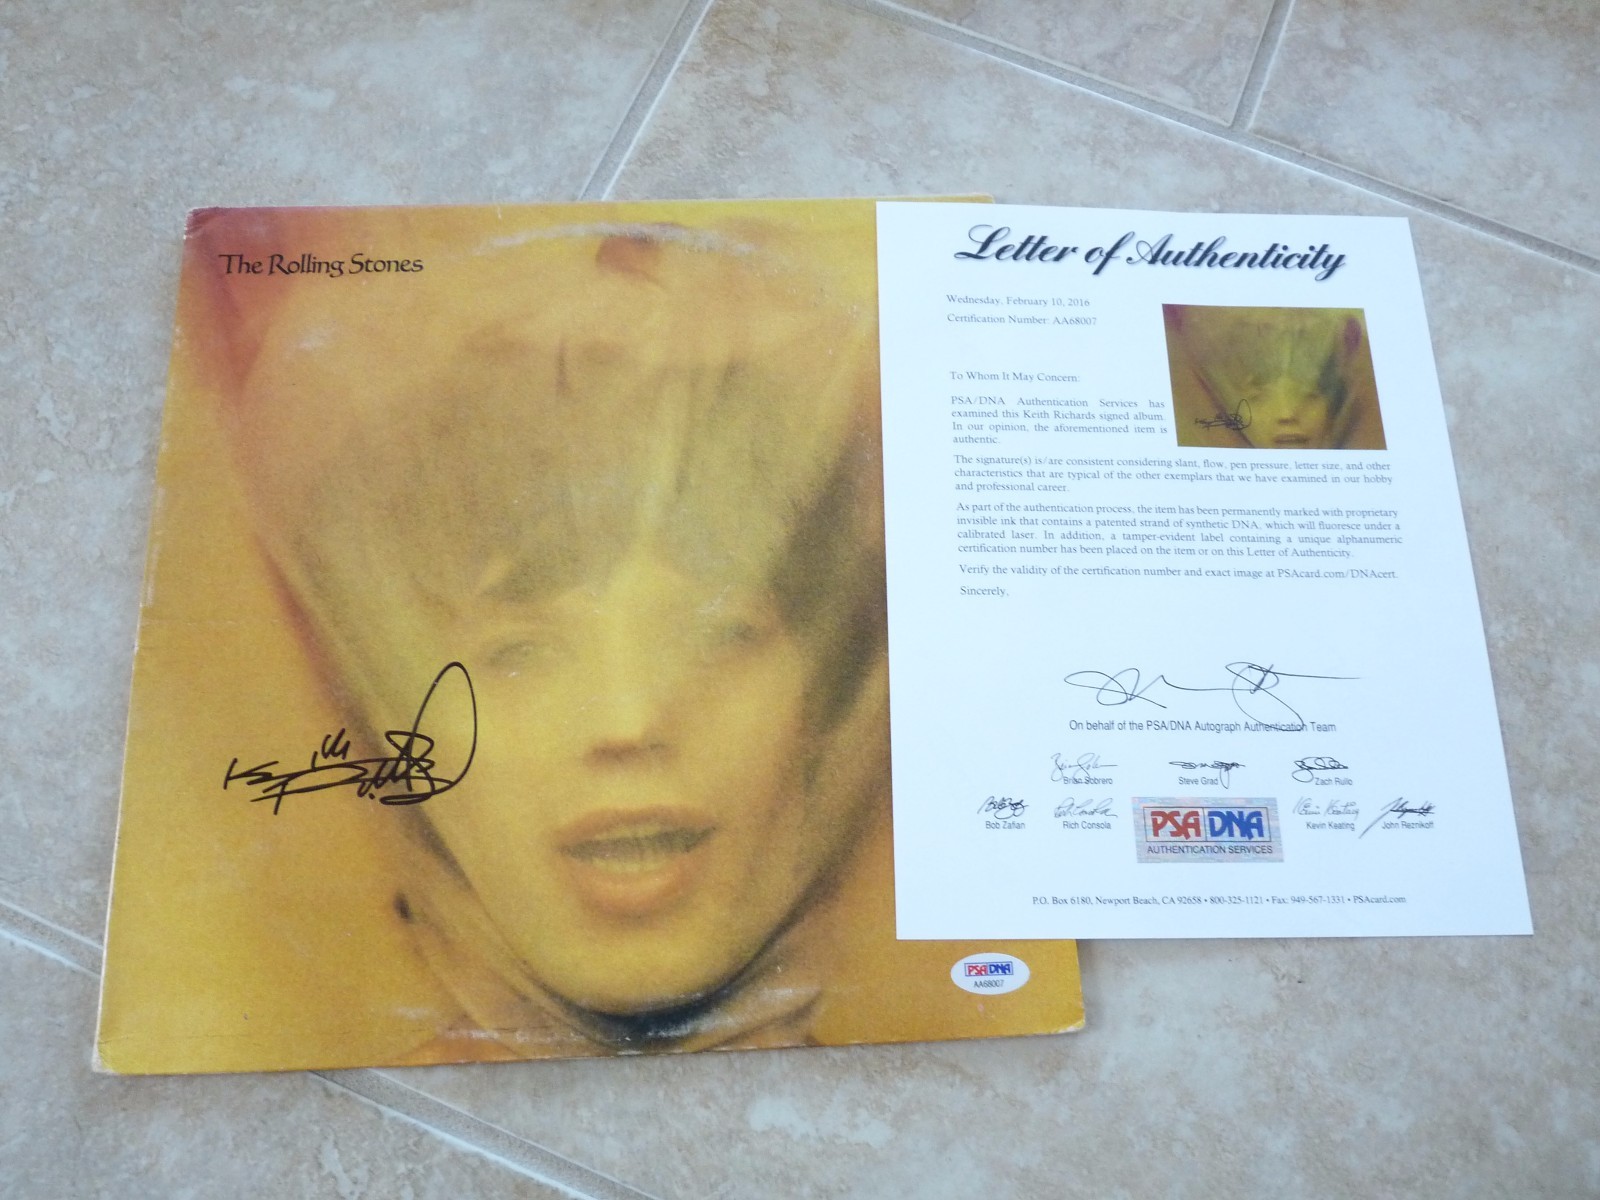 The Rolling Stones
Keith Richards
PSA DNA
AA68007
Letter of Authenticity
Wednesday, February 10, 2016
Certification Number: AA68007
To Whom It May Concern:
PSA/DNA Authentication Services has
examined this Keith Richards signed album.
In our opinion, the aforementioned item is
authentic.
The signature(s) is/are consistent considering slant, flow, pen pressure, letter size, and other
characteristics that are typical of the other exemplars that we have examined in our hobby
and professional career.
As part of the authentication process, the item has been permanently marked with proprietary
invisible ink that contains a patented strand of synthetic DNA, which will fluoresce under a
calibrated laser. In addition, a tamper-evident label containing a unique alphanumeric
certification number has been placed on the item or on this Letter of Authenticity.
Verify the validity of the certification number and exact image at PSAcard.com/DNAcert.
Sincerely,
On behalf of the PSA/DNA Autograph Authentication Team
Brian Sobrero
Steve Grad
Zach Rullo
Bob Zafian
Rich Consola
PSA DNA
AUTHENTICATION SERVICES
Kevin Keating
John Reznikoff
P.O. Box 6180, Newport Beach, CA 92658 • 800-325-1121 • Fax: 949-567-1331 • PSAcard.com